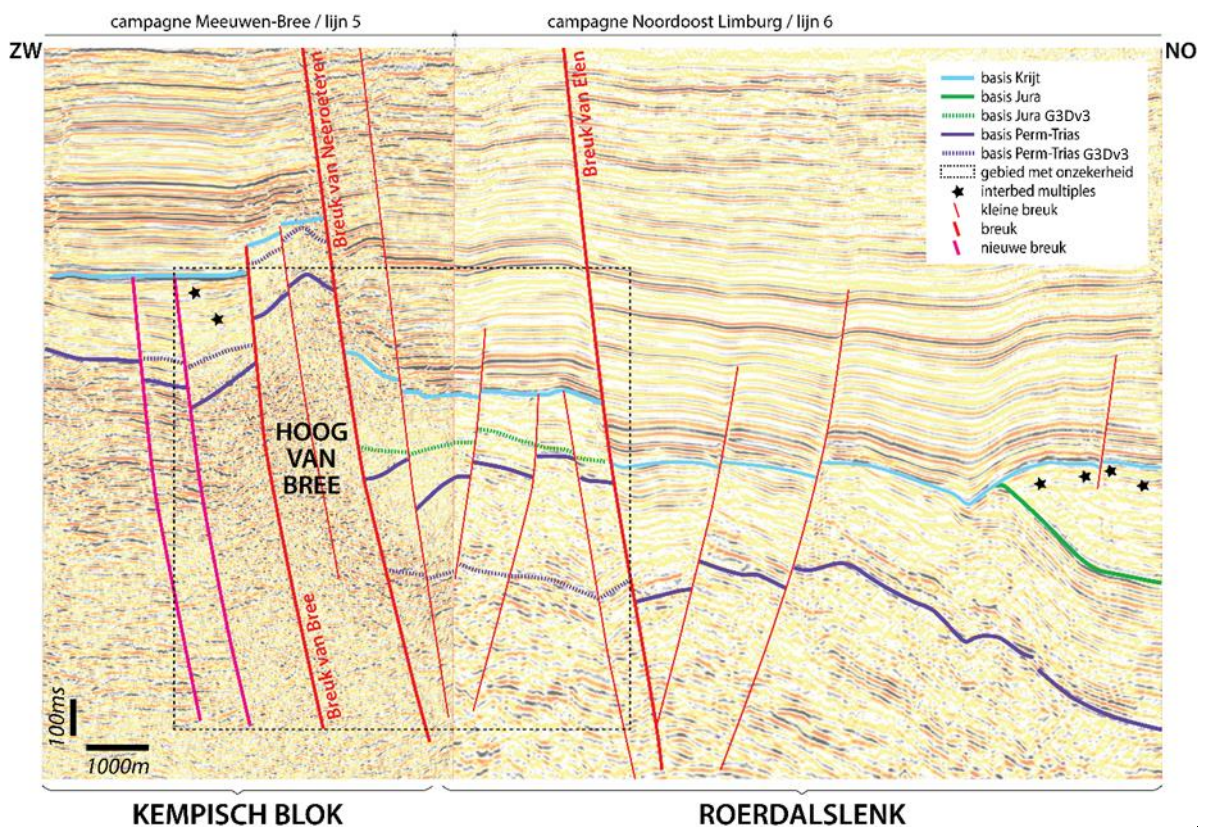 campagne Meeuwen-Bree / lijn 5
campagne Noordoost Limburg / lijn 6
ZW
NO
Breuk van Neeroeteren
Breuk van Elen
basis Krijt
basis Jura
basis Jura G3Dv3
basis Perm-Trias
basis Perm-Trias G3Dv3
gebied met onzekerheid
interbed multiples
kleine breuk
breuk
nieuwe breuk
HOOG
VAN
BREE
Breuk van Bree
100ms
1000m
KEMPISCH BLOK
ROERDALSLENK